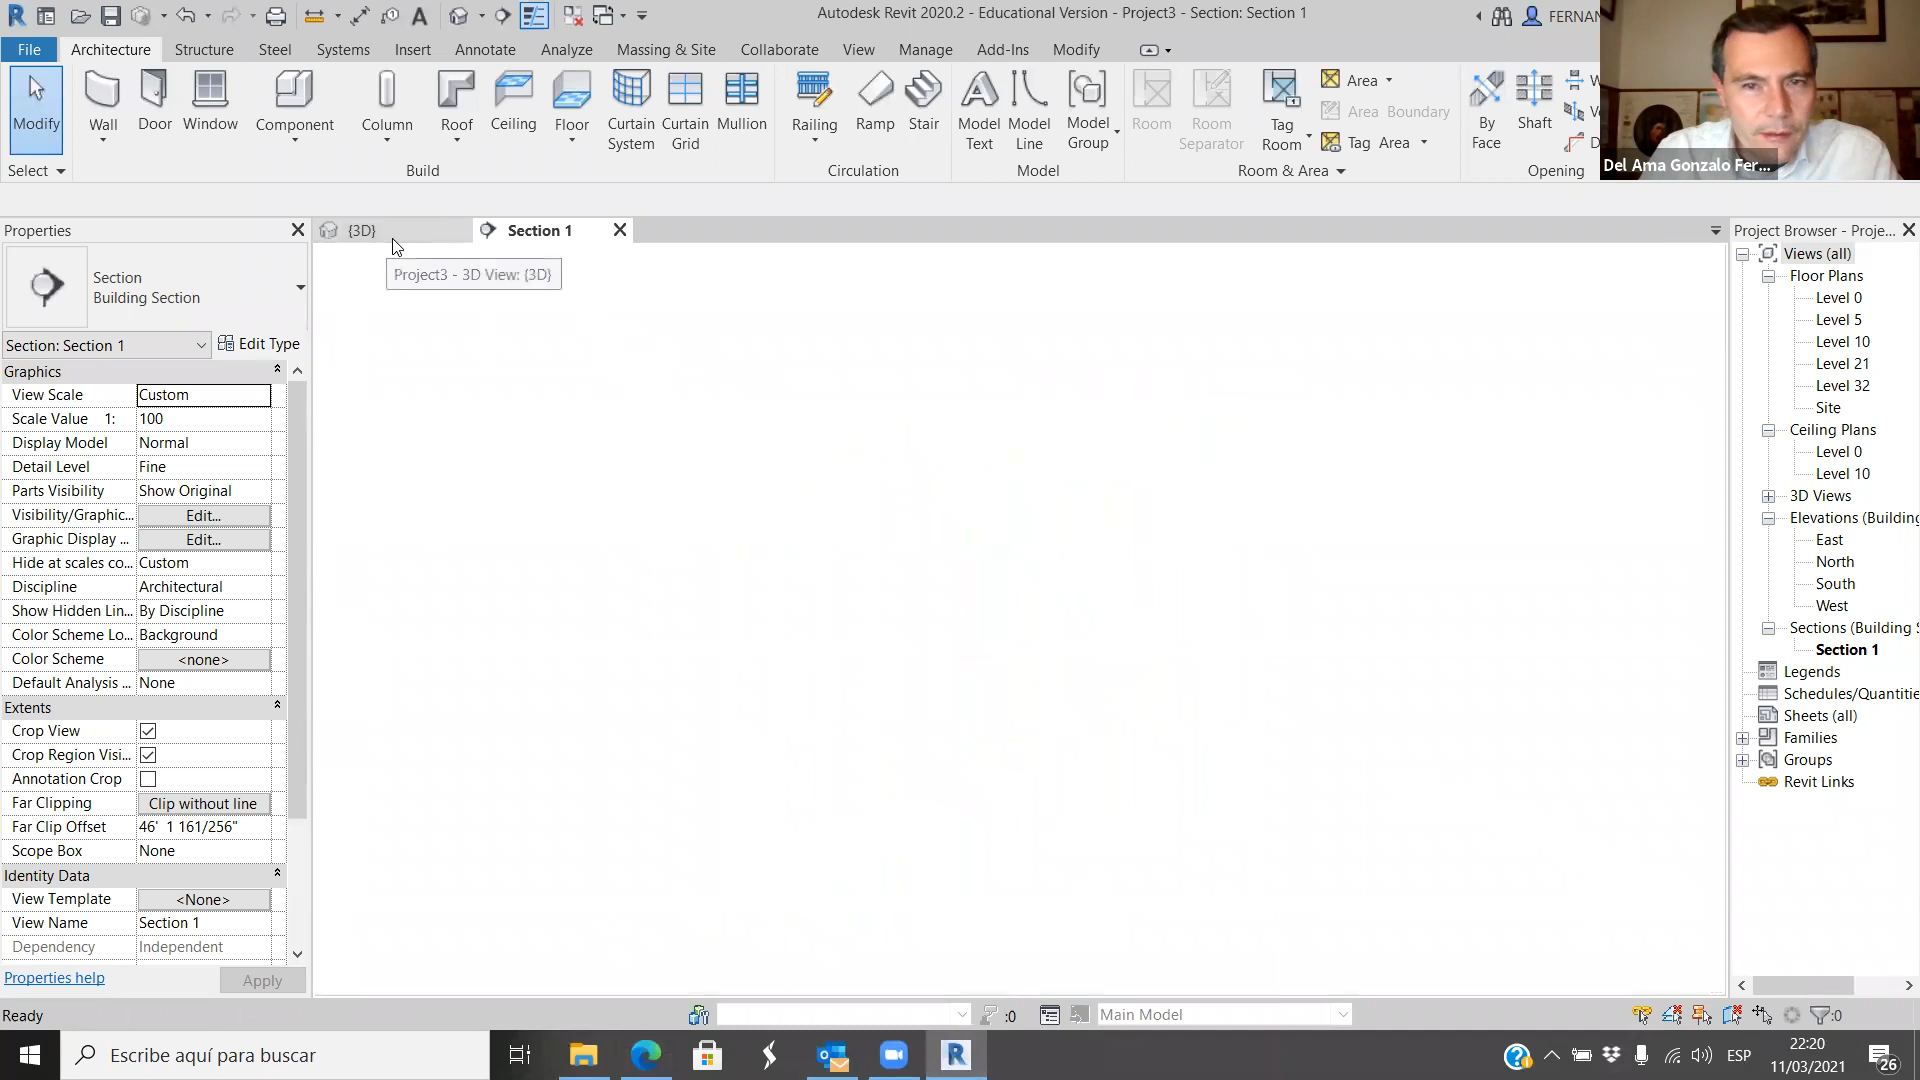 Autodesk Revit 2020.2 - Educational Version - Project3 - Section: Section 1
FERNAN
File Architecture Structure Steel Systems Insert Annotate Analyze Massing & Site Collaborate View Manage Add-Ins Modify
Modify Wall Door Window Component Column Roof Ceiling Floor Curtain System Curtain Grid Mullion Railing Ramp Stair Model Text Model Line Model Group Room Room Separator Tag Room By Face Shaft
Area
Area Boundary
Tag Area
Select Build Circulation Model Room & Area Opening
Del Ama Gonzalo Fer...
Properties
{3D} Section 1
Project3 - 3D View: {3D}
Section
Building Section
Section: Section 1 Edit Type
Graphics
View Scale Custom
Scale Value 1: 100
Display Model Normal
Detail Level Fine
Parts Visibility Show Original
Visibility/Graphic... Edit...
Graphic Display ... Edit...
Hide at scales co... Custom
Discipline Architectural
Show Hidden Lin... By Discipline
Color Scheme Lo... Background
Color Scheme <none>
Default Analysis ... None
Extents
Crop View
Crop Region Visi...
Annotation Crop
Far Clipping Clip without line
Far Clip Offset 46' 1 161/256"
Scope Box None
Identity Data
View Template <None>
View Name Section 1
Dependency Independent
Properties help Apply
Project Browser - Proje...
Views (all)
Floor Plans
Level 0
Level 5
Level 10
Level 21
Level 32
Site
Ceiling Plans
Level 0
Level 10
3D Views
Elevations (Building
East
North
South
West
Sections (Building S
Section 1
Legends
Schedules/Quantitie
Sheets (all)
Families
Groups
Revit Links
Ready
:0
Main Model
:0
Escribe aquí para buscar
ESP
22:20
11/03/2021
26